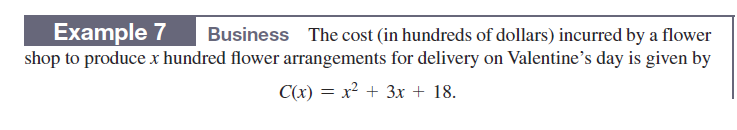 Example 7 Business The cost (in hundreds of dollars) incurred by a flower
shop to produce x hundred flower arrangements for delivery on Valentine’s day is given by
C(x) = x² + 3x + 18.